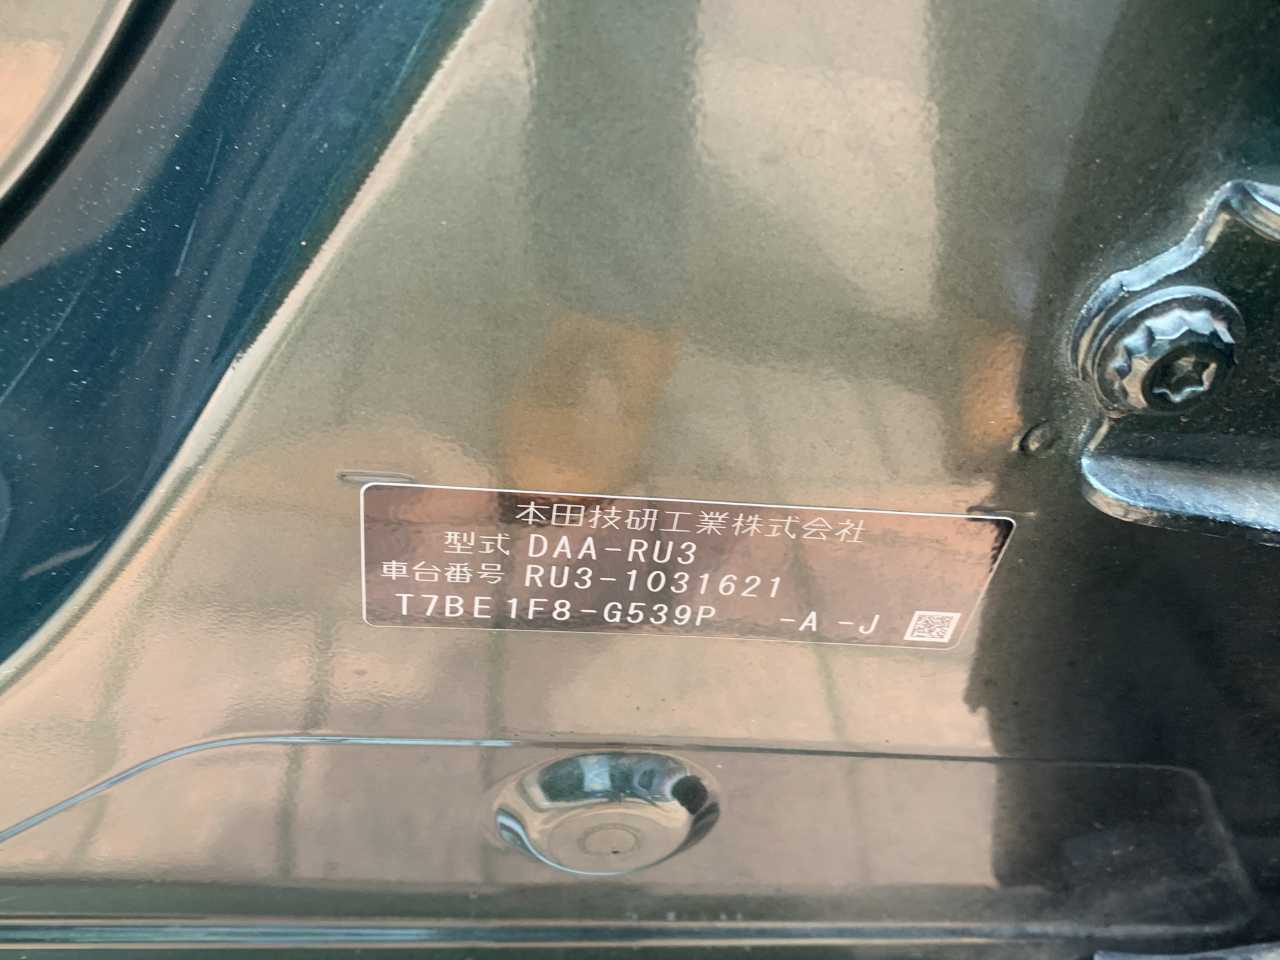 本田技研工業株式会社
型式 DAA-RU3
車台番号 RU3-1031621
T7BE1F8-G539P -A -J